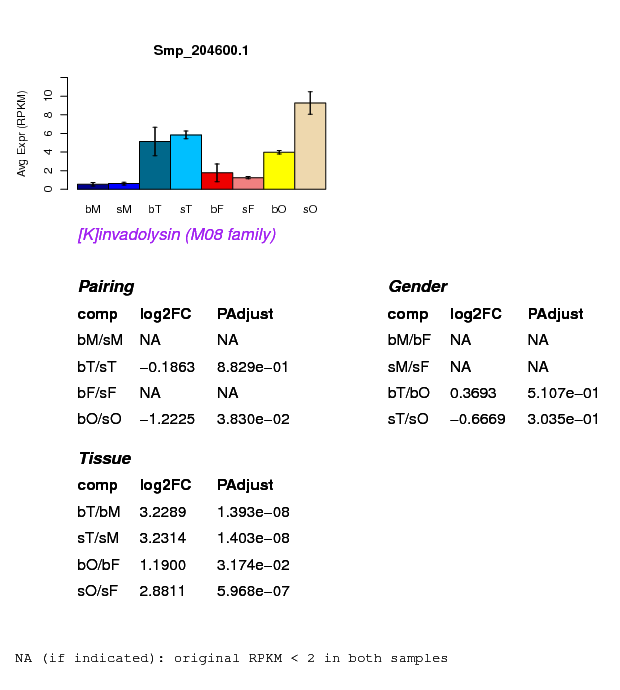 Smp_204600.1
Avg Expr (RPKM)
0 2 4 6 8 10
bM sM bT sT bF sF bO sO
[K]invadolysin (M08 family)
Pairing
comp log2FC PAdjust
bM/sM NA NA
bT/sT −0.1863 8.829e−01
bF/sF NA NA
bO/sO −1.2225 3.830e−02
Gender
comp log2FC PAdjust
bM/bF NA NA
sM/sF NA NA
bT/bO 0.3693 5.107e−01
sT/sO −0.6669 3.035e−01
Tissue
comp log2FC PAdjust
bT/bM 3.2289 1.393e−08
sT/sM 3.2314 1.403e−08
bO/bF 1.1900 3.174e−02
sO/sF 2.8811 5.968e−07
NA (if indicated): original RPKM < 2 in both samples